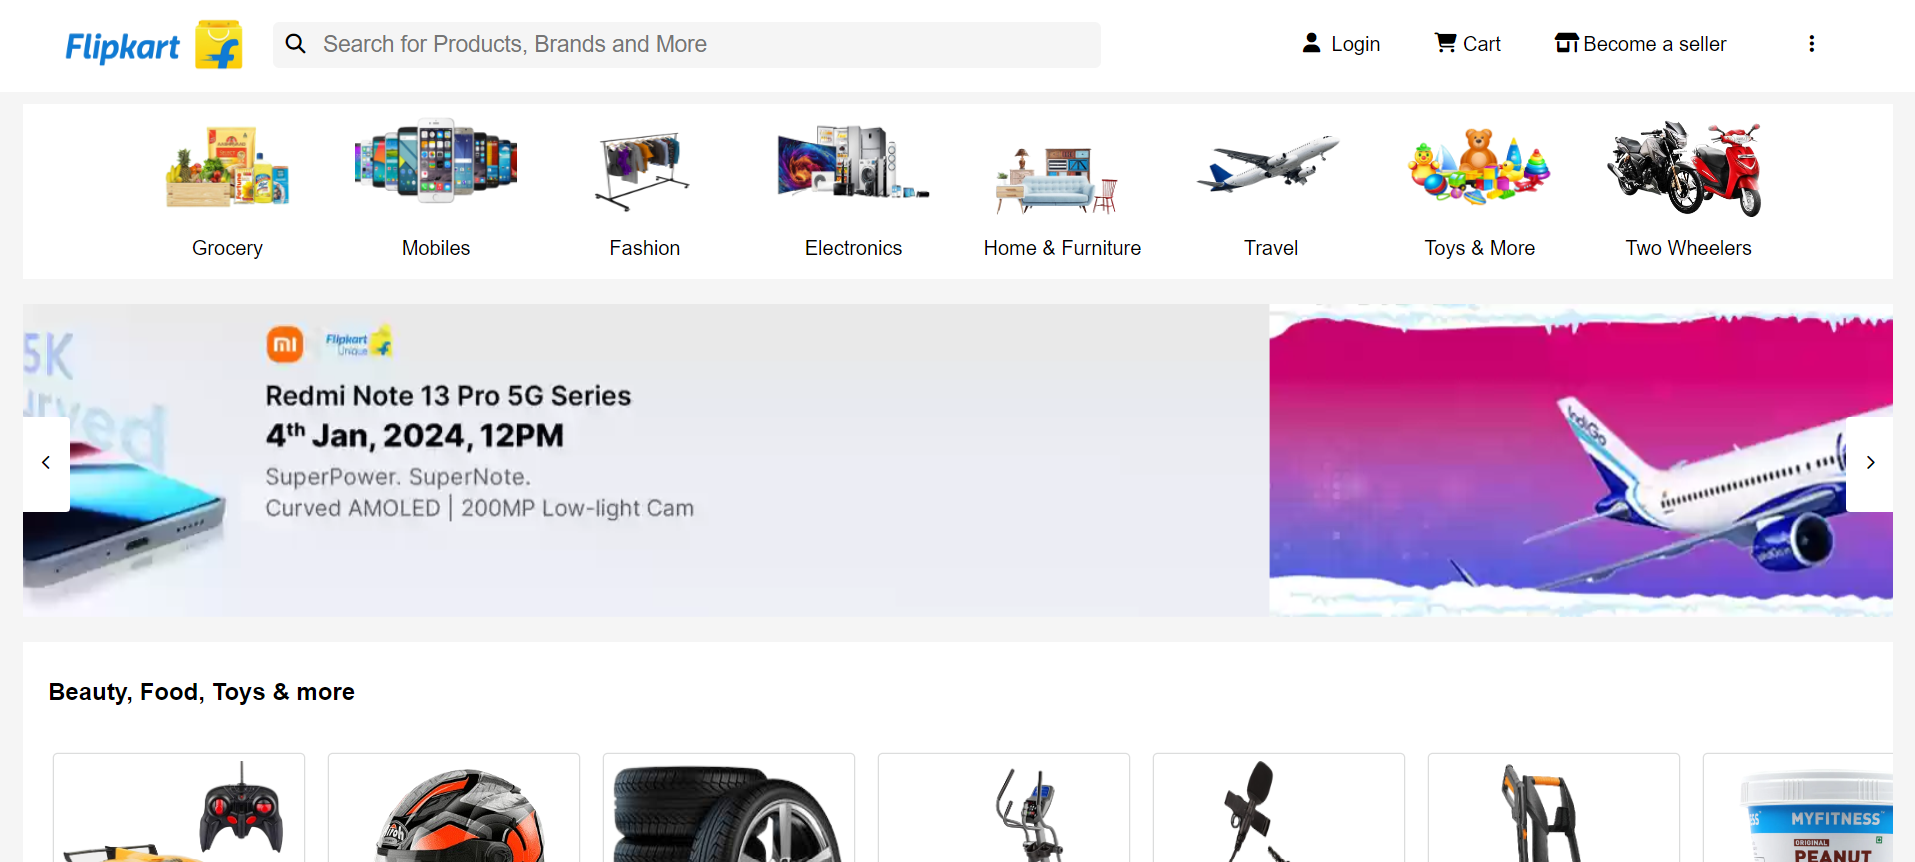 Flipkart
Search for Products, Brands and More
Login
Cart
Become a seller
Grocery
Mobiles
Fashion
Electronics
Home & Furniture
Travel
Toys & More
Two Wheelers
5K
urved
mi
Flipkart
Unique
Redmi Note 13 Pro 5G Series
4th Jan, 2024, 12PM
SuperPower. SuperNote.
Curved AMOLED | 200MP Low-light Cam
IndiGo
Beauty, Food, Toys & more
MYFITNESS
ORIGINAL
PEANUT